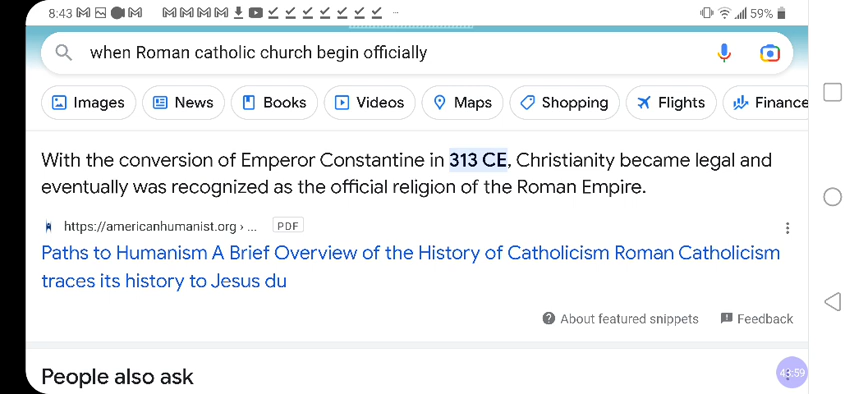 8:43
59%
when Roman catholic church begin officially
Images News Books Videos Maps Shopping Flights Finance
With the conversion of Emperor Constantine in 313 CE, Christianity became legal and
eventually was recognized as the official religion of the Roman Empire.
https://americanhumanist.org › ... PDF
Paths to Humanism A Brief Overview of the History of Catholicism Roman Catholicism
traces its history to Jesus du
About featured snippets Feedback
People also ask